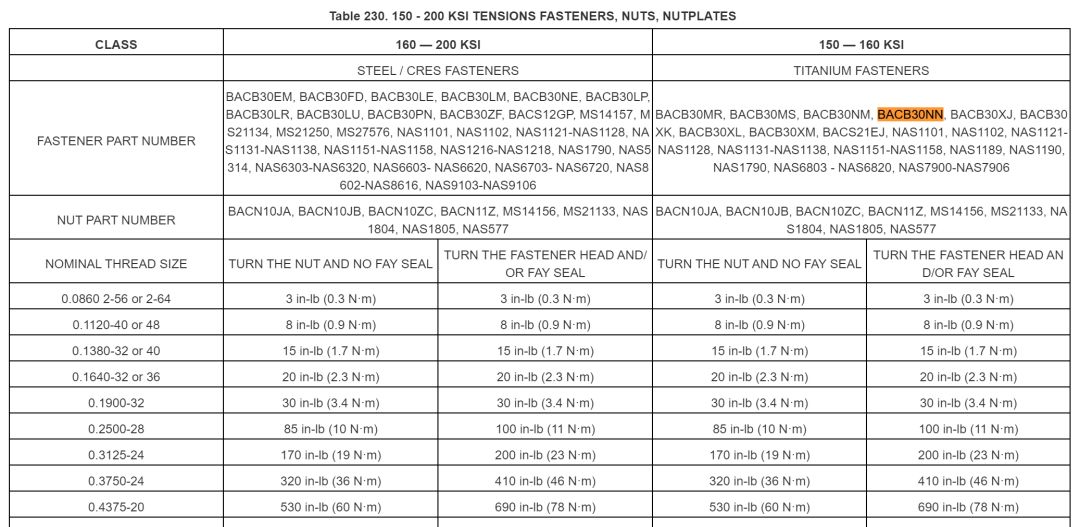 Table 230. 150 - 200 KSI TENSIONS FASTENERS, NUTS, NUTPLATES
CLASS 160 — 200 KSI 150 — 160 KSI
STEEL / CRES FASTENERS TITANIUM FASTENERS
FASTENER PART NUMBER
BACB30EM, BACB30FD, BACB30LE, BACB30LM, BACB30NE, BACB30LP,
BACB30LR, BACB30LU, BACB30PN, BACB30ZF, BACS12GP, MS14157, M
S21134, MS21250, MS27576, NAS1101, NAS1102, NAS1121-NAS1128, NA
S1131-NAS1138, NAS1151-NAS1158, NAS1216-NAS1218, NAS1790, NAS5
314, NAS6303-NAS6320, NAS6603- NAS6620, NAS6703- NAS6720, NAS8
602-NAS8616, NAS9103-NAS9106
BACB30MR, BACB30MS, BACB30NM, BACB30NN, BACB30XJ, BACB30
XK, BACB30XL, BACB30XM, BACS21EJ, NAS1101, NAS1102, NAS1121-
NAS1128, NAS1131-NAS1138, NAS1151-NAS1158, NAS1189, NAS1190,
NAS1790, NAS6803 - NAS6820, NAS7900-NAS7906
NUT PART NUMBER
BACN10JA, BACN10JB, BACN10ZC, BACN11Z, MS14156, MS21133, NAS
1804, NAS1805, NAS577
BACN10JA, BACN10JB, BACN10ZC, BACN11Z, MS14156, MS21133, NA
S1804, NAS1805, NAS577
NOMINAL THREAD SIZE
TURN THE NUT AND NO FAY SEAL
TURN THE FASTENER HEAD AND/
OR FAY SEAL
TURN THE NUT AND NO FAY SEAL
TURN THE FASTENER HEAD AN
D/OR FAY SEAL
0.0860 2-56 or 2-64 3 in-lb (0.3 N·m) 3 in-lb (0.3 N·m) 3 in-lb (0.3 N·m) 3 in-lb (0.3 N·m)
0.1120-40 or 48 8 in-lb (0.9 N·m) 8 in-lb (0.9 N·m) 8 in-lb (0.9 N·m) 8 in-lb (0.9 N·m)
0.1380-32 or 40 15 in-lb (1.7 N·m) 15 in-lb (1.7 N·m) 15 in-lb (1.7 N·m) 15 in-lb (1.7 N·m)
0.1640-32 or 36 20 in-lb (2.3 N·m) 20 in-lb (2.3 N·m) 20 in-lb (2.3 N·m) 20 in-lb (2.3 N·m)
0.1900-32 30 in-lb (3.4 N·m) 30 in-lb (3.4 N·m) 30 in-lb (3.4 N·m) 30 in-lb (3.4 N·m)
0.2500-28 85 in-lb (10 N·m) 100 in-lb (11 N·m) 85 in-lb (10 N·m) 100 in-lb (11 N·m)
0.3125-24 170 in-lb (19 N·m) 200 in-lb (23 N·m) 170 in-lb (19 N·m) 200 in-lb (23 N·m)
0.3750-24 320 in-lb (36 N·m) 410 in-lb (46 N·m) 320 in-lb (36 N·m) 410 in-lb (46 N·m)
0.4375-20 530 in-lb (60 N·m) 690 in-lb (78 N·m) 530 in-lb (60 N·m) 690 in-lb (78 N·m)